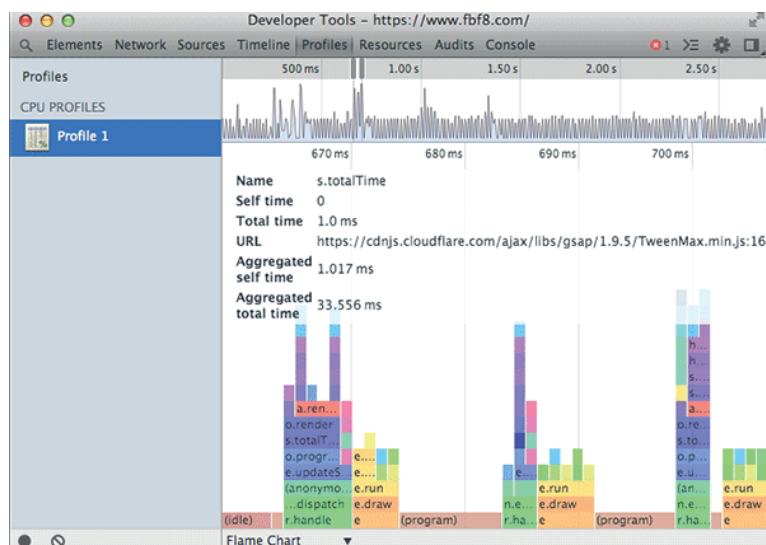 Developer Tools – https://www.fbf8.com/
Elements Network Sources Timeline Profiles Resources Audits Console 1
Profiles
CPU PROFILES
Profile 1
500 ms 1.00 s 1.50 s 2.00 s 2.50 s
670 ms 680 ms 690 ms 700 ms
Name s.totalTime
Self time 0
Total time 1.0 ms
URL https://cdnjs.cloudflare.com/ajax/libs/gsap/1.9.5/TweenMax.min.js:16
Aggregated self time 1.017 ms
Aggregated total time 33.556 ms
h...
h...
s...
s...
a.ren... a...
o.render o.re...
s.totalT... s.to...
o.progr... e.... o.p...
e.updateS... e... e.u...
(anonymo... e.run e.run (an... e.run
...dispatch e.draw n.e... e.draw n.e... e.draw
(idle) r.handle e (program) r.ha... e (program) r.ha... e
Flame Chart